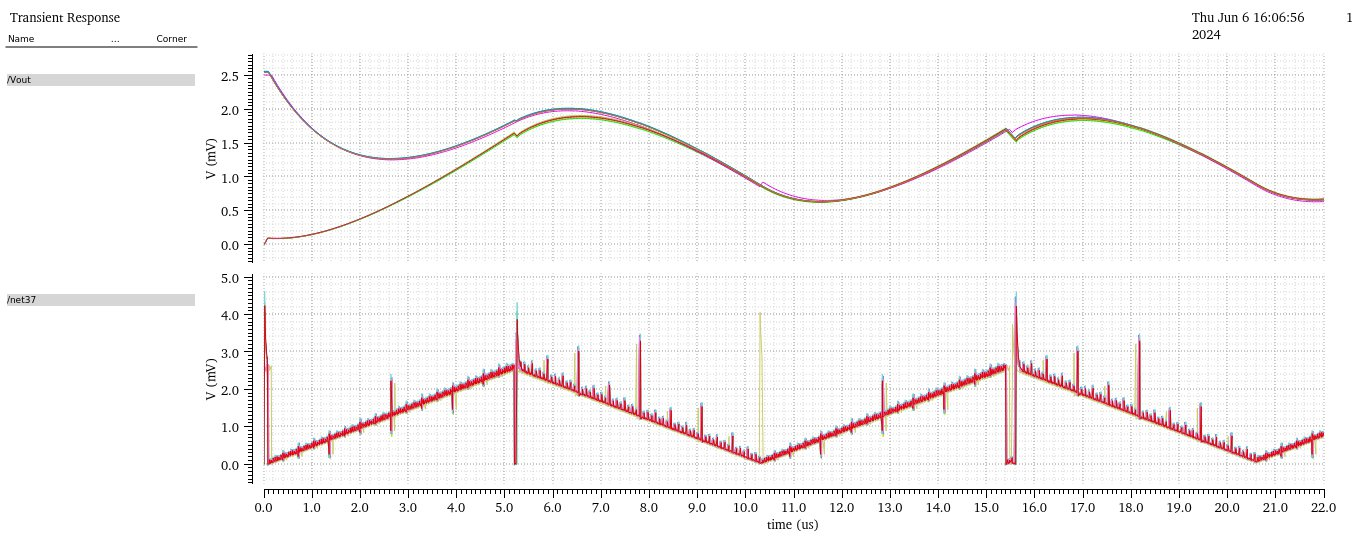 Transient Response
Thu Jun 6 16:06:56 2024
1
Name ... Corner
/Vout
2.5
2.0
1.5
1.0
0.5
0.0
V (mV)
/net37
5.0
4.0
3.0
2.0
1.0
0.0
V (mV)
0.0 1.0 2.0 3.0 4.0 5.0 6.0 7.0 8.0 9.0 10.0 11.0 12.0 13.0 14.0 15.0 16.0 17.0 18.0 19.0 20.0 21.0 22.0
time (us)